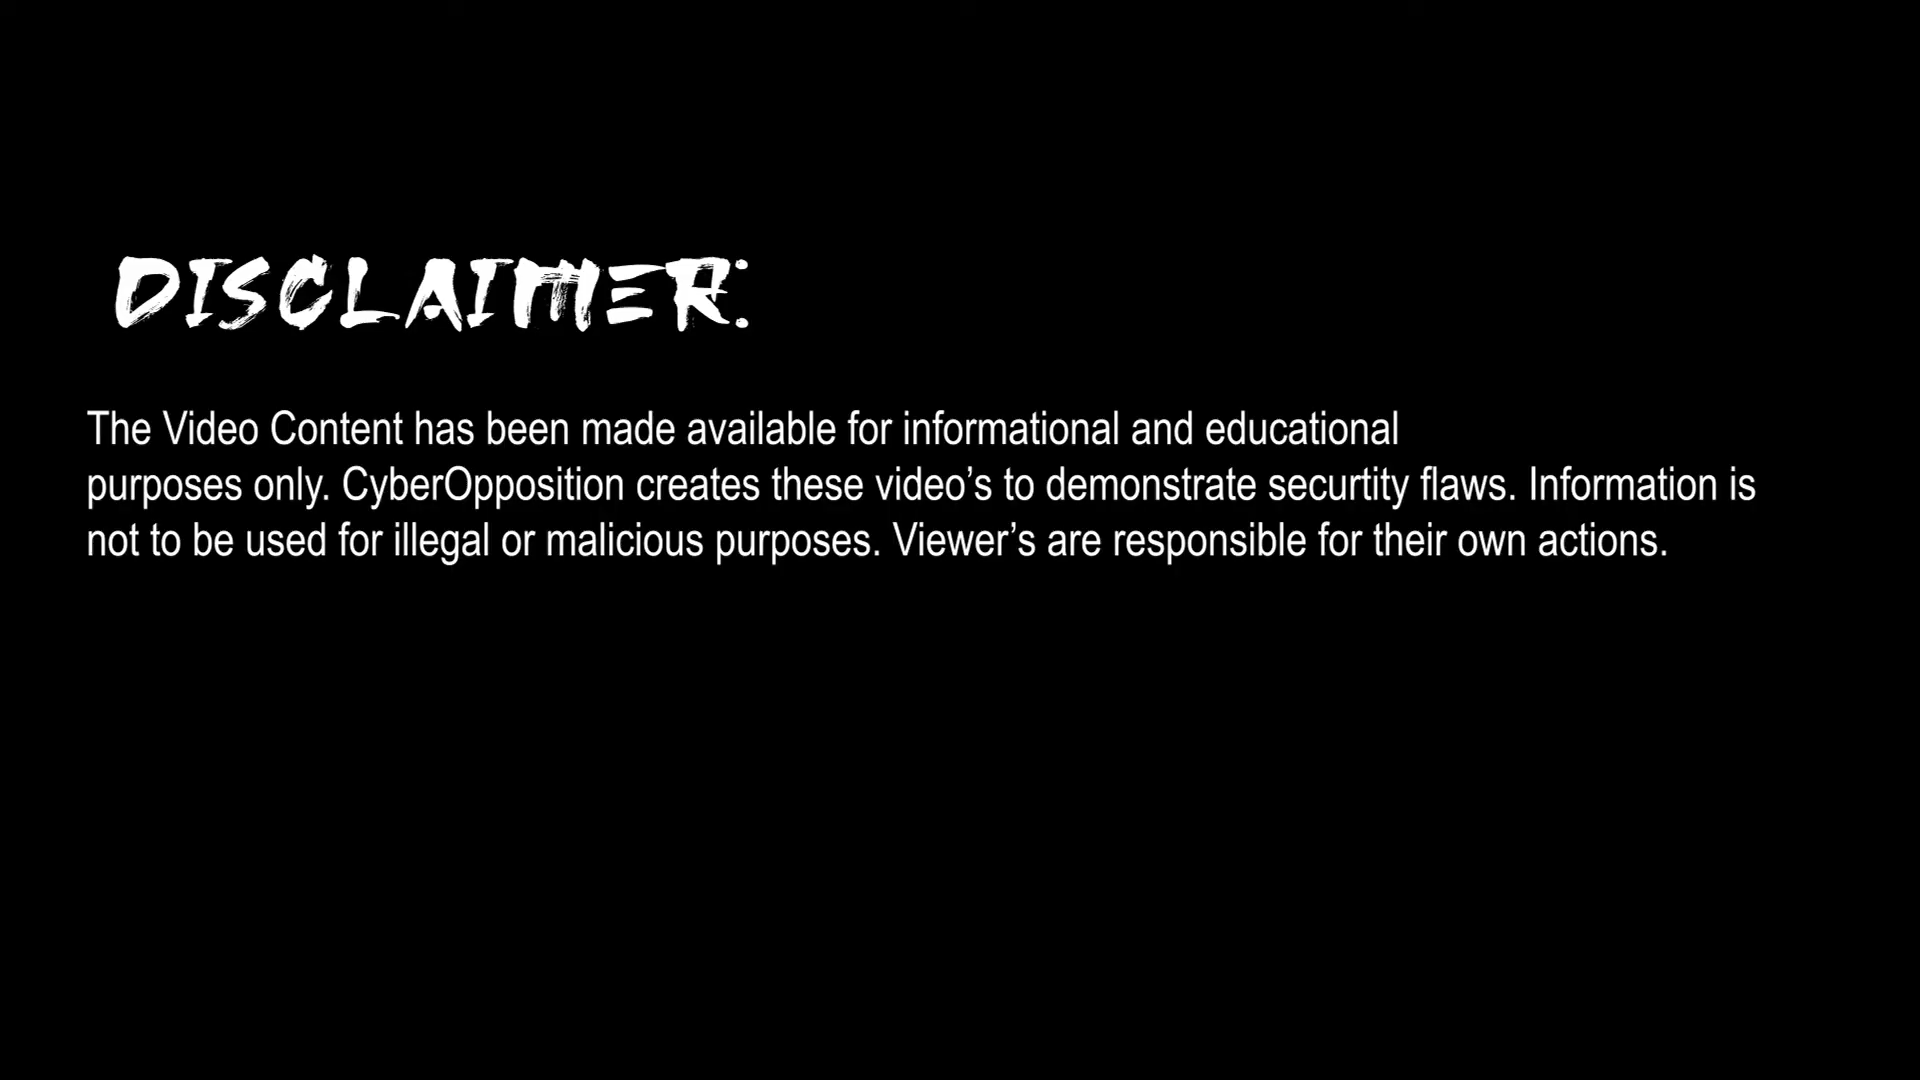 DISCLAIMER:
The Video Content has been made available for informational and educational
purposes only. CyberOpposition creates these video’s to demonstrate securtity flaws. Information is
not to be used for illegal or malicious purposes. Viewer’s are responsible for their own actions.